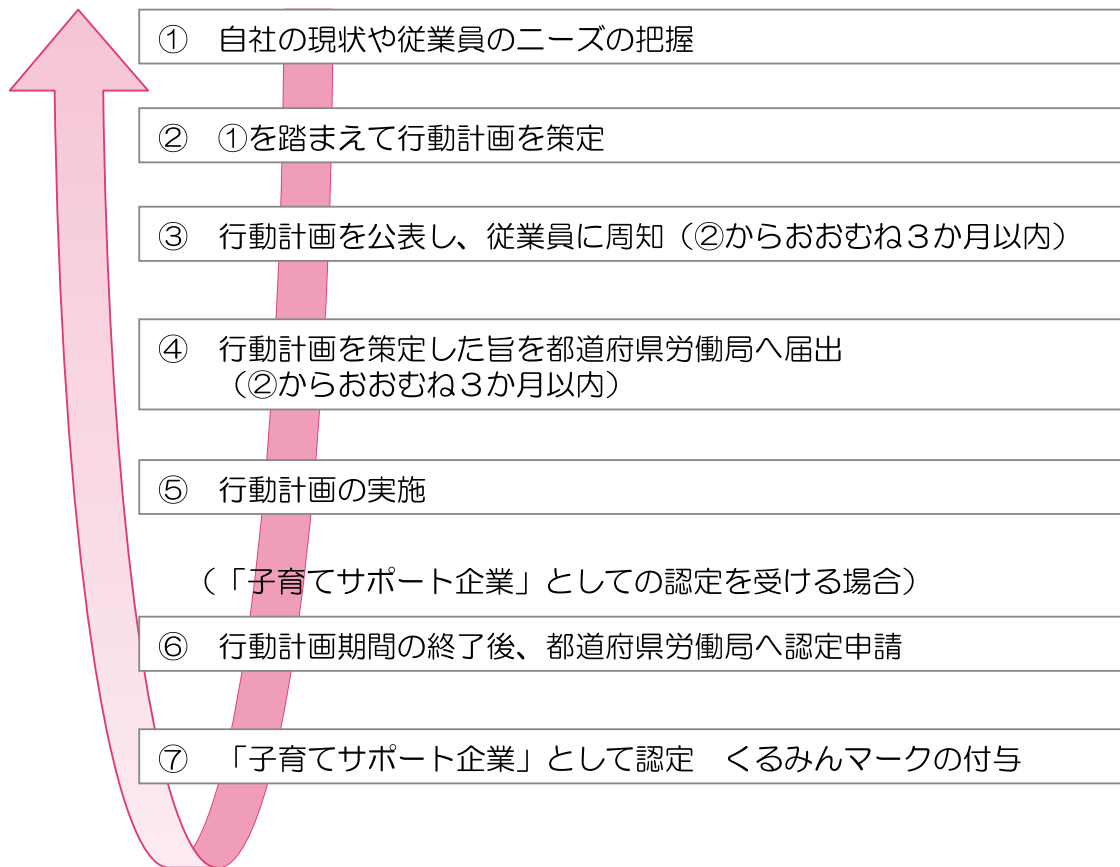 ①　自社の現状や従業員のニーズの把握
②　①を踏まえて行動計画を策定
③　行動計画を公表し、従業員に周知（②からおおむね３か月以内）
④　行動計画を策定した旨を都道府県労働局へ届出
（②からおおむね３か月以内）
⑤　行動計画の実施
（「子育てサポート企業」としての認定を受ける場合）
⑥　行動計画期間の終了後、都道府県労働局へ認定申請
⑦　「子育てサポート企業」として認定　くるみんマークの付与